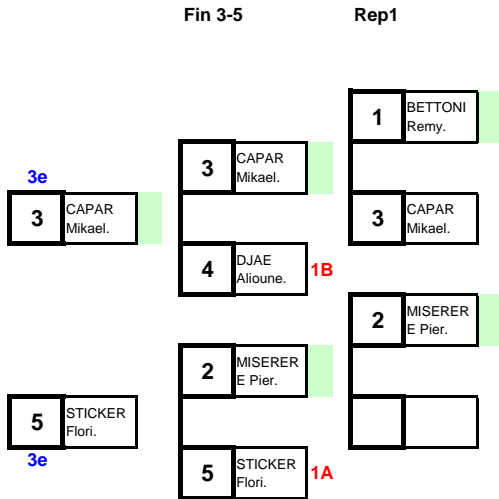 Fin 3-5 Rep1
1 BETTONI
Remy.
3 CAPAR
Mikael.
3e
3 CAPAR
Mikael.
3 CAPAR
Mikael.
4 DJAE
Alioune. 1B
2 MISERER
E Pier.
2 MISERER
E Pier.
5 STICKER
Flori.
3e
5 STICKER
Flori. 1A